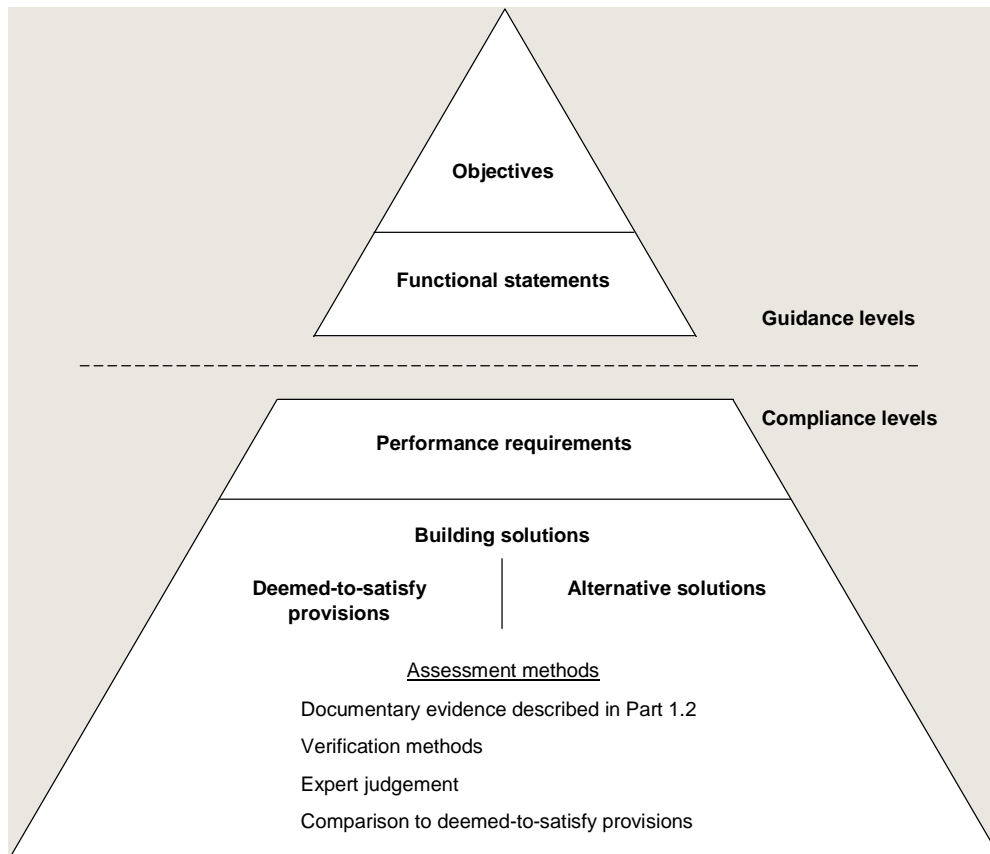 Objectives
Functional statements
Guidance levels
Compliance levels
Performance requirements
Building solutions
Deemed-to-satisfy
provisions
Alternative solutions
Assessment methods
Documentary evidence described in Part 1.2
Verification methods
Expert judgement
Comparison to deemed-to-satisfy provisions